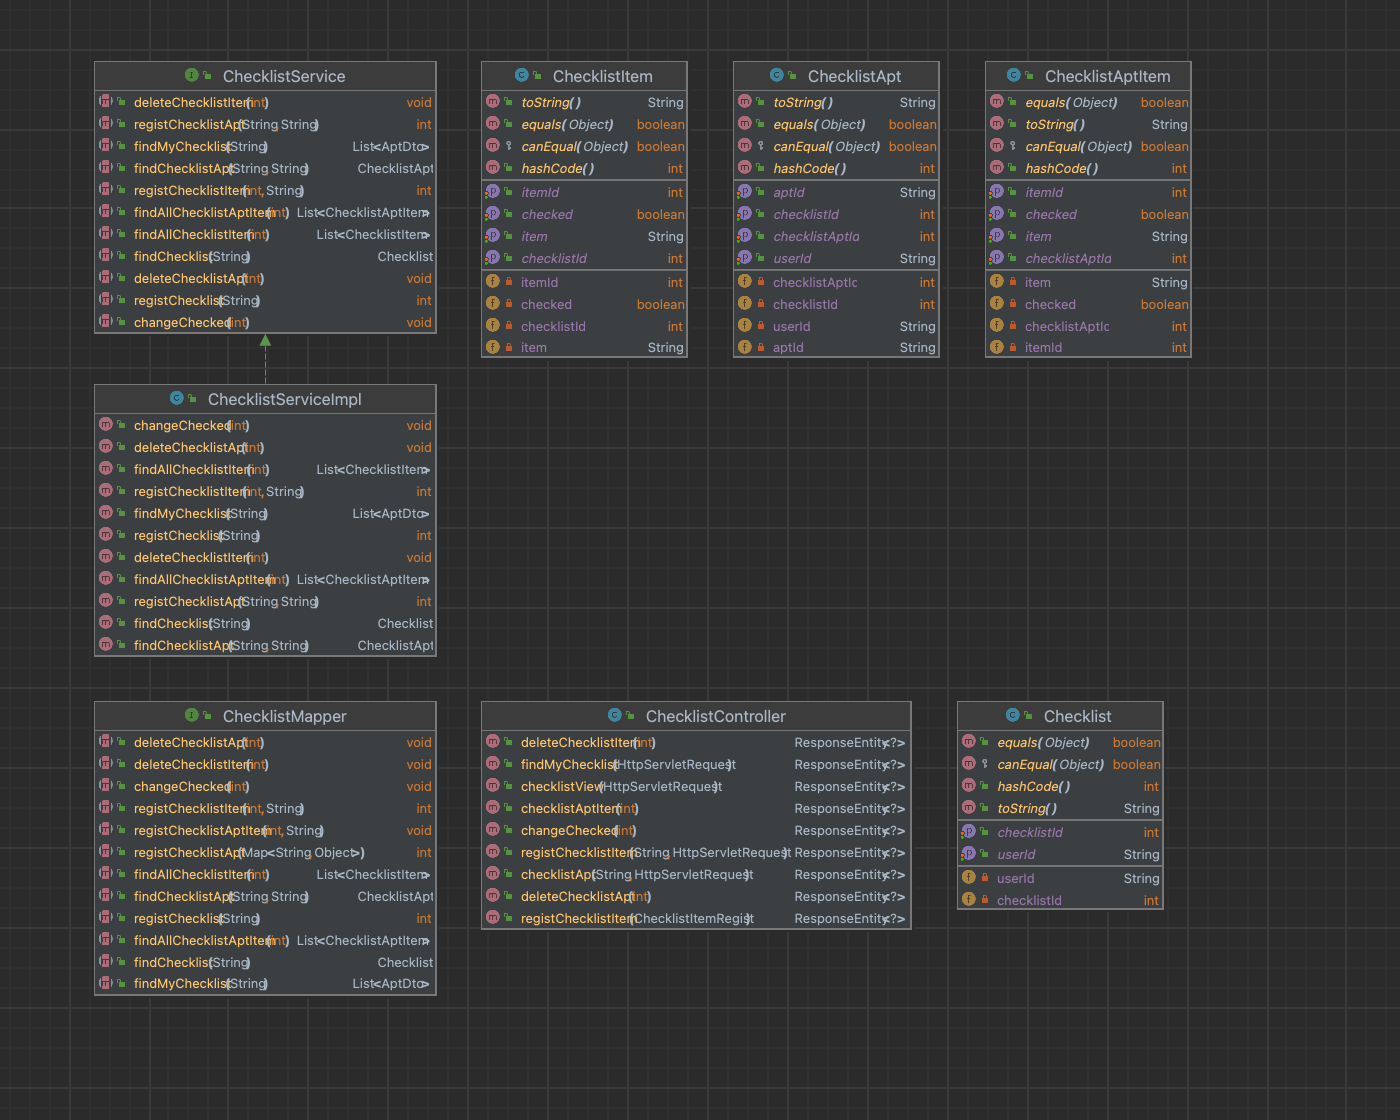 ChecklistService
deleteChecklistItem(int) void
registChecklistApt(String, String) int
findMyChecklist(String) List<AptDto>
findChecklistApt(String, String) ChecklistApt
registChecklistItem(int, String) int
findAllChecklistAptItem(int) List<ChecklistAptItem>
findAllChecklistItem(int) List<ChecklistItem>
findChecklist(String) Checklist
deleteChecklistApt(int) void
registChecklist(String) int
changeChecked(int) void
ChecklistItem
toString() String
equals(Object) boolean
canEqual(Object) boolean
hashCode() int
itemId int
checked boolean
item String
checklistId int
itemId int
checked boolean
checklistId int
item String
ChecklistApt
toString() String
equals(Object) boolean
canEqual(Object) boolean
hashCode() int
aptId String
checklistId int
checklistAptId int
userId String
checklistAptId int
checklistId int
userId String
aptId String
ChecklistAptItem
equals(Object) boolean
toString() String
canEqual(Object) boolean
hashCode() int
itemId int
checked boolean
item String
checklistAptId int
item String
checked boolean
checklistAptId int
itemId int
ChecklistServiceImpl
changeChecked(int) void
deleteChecklistApt(int) void
findAllChecklistItem(int) List<ChecklistItem>
registChecklistItem(int, String) int
findMyChecklist(String) List<AptDto>
registChecklist(String) int
deleteChecklistItem(int) void
findAllChecklistAptItem(int) List<ChecklistAptItem>
registChecklistApt(String, String) int
findChecklist(String) Checklist
findChecklistApt(String, String) ChecklistApt
ChecklistMapper
deleteChecklistApt(int) void
deleteChecklistItem(int) void
changeChecked(int) void
registChecklistItem(int, String) int
registChecklistAptItem(int, String) void
registChecklistApt(Map<String, Object>) int
findAllChecklistItem(int) List<ChecklistItem>
findChecklistApt(String, String) ChecklistApt
registChecklist(String) int
findAllChecklistAptItem(int) List<ChecklistAptItem>
findChecklist(String) Checklist
findMyChecklist(String) List<AptDto>
ChecklistController
deleteChecklistItem(int) ResponseEntity<?>
findMyChecklist(HttpServletRequest) ResponseEntity<?>
checklistView(HttpServletRequest) ResponseEntity<?>
checklistAptItem(int) ResponseEntity<?>
changeChecked(int) ResponseEntity<?>
registChecklistItem(String, HttpServletRequest) ResponseEntity<?>
checklistApt(String, HttpServletRequest) ResponseEntity<?>
deleteChecklistApt(int) ResponseEntity<?>
registChecklistItem(ChecklistItemRegist) ResponseEntity<?>
Checklist
equals(Object) boolean
canEqual(Object) boolean
hashCode() int
toString() String
checklistId int
userId String
userId String
checklistId int